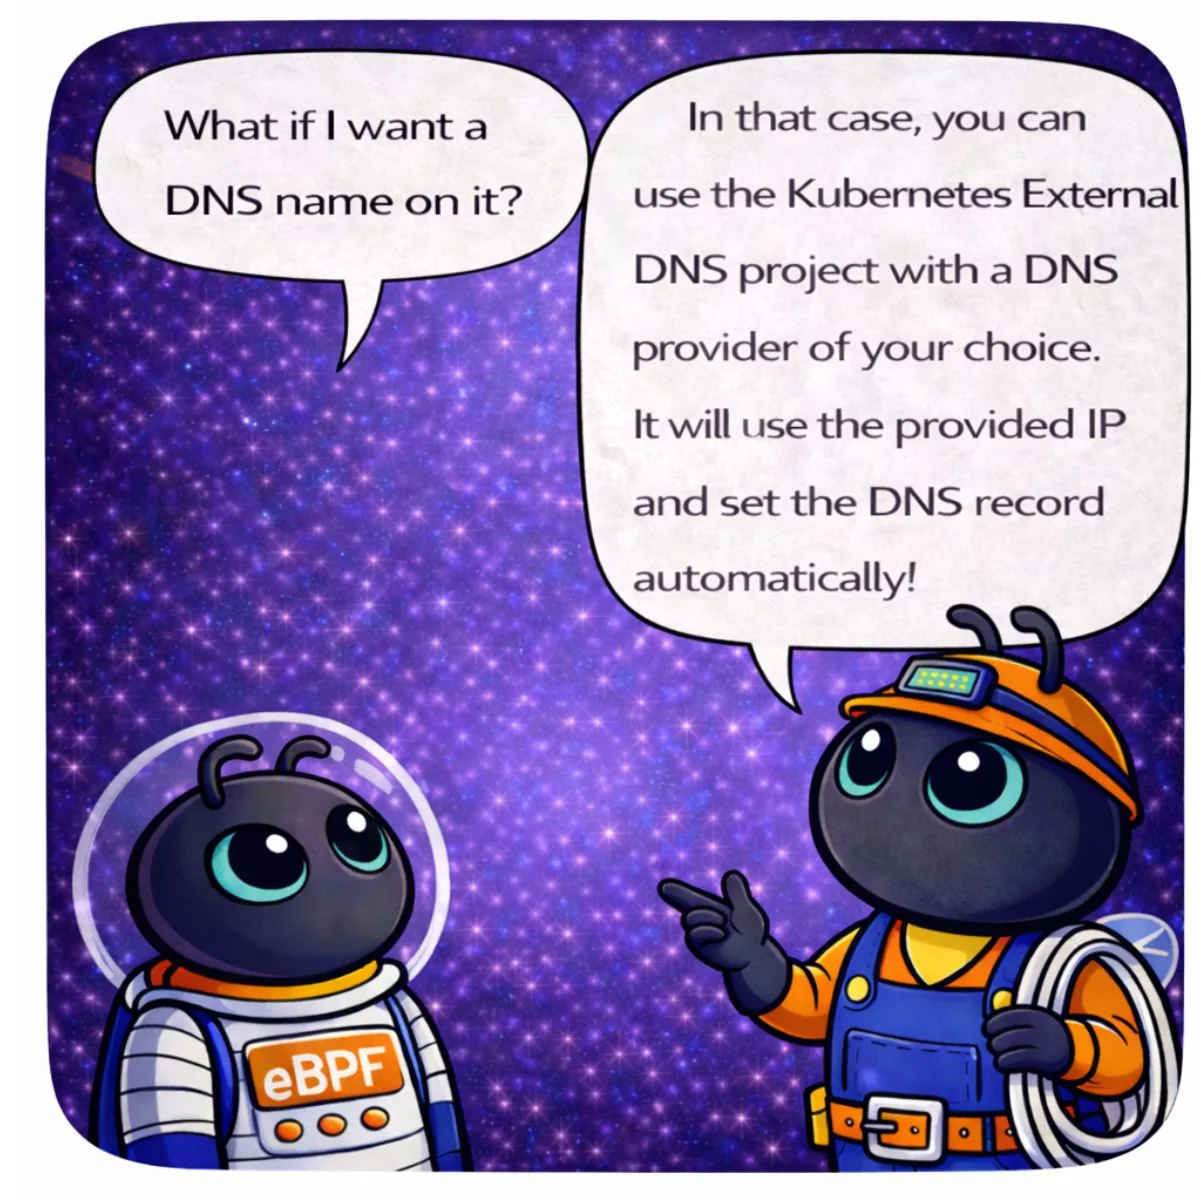 What if I want a
DNS name on it?
In that case, you can
use the Kubernetes External
DNS project with a DNS
provider of your choice.
It will use the provided IP
and set the DNS record
automatically!
eBPF